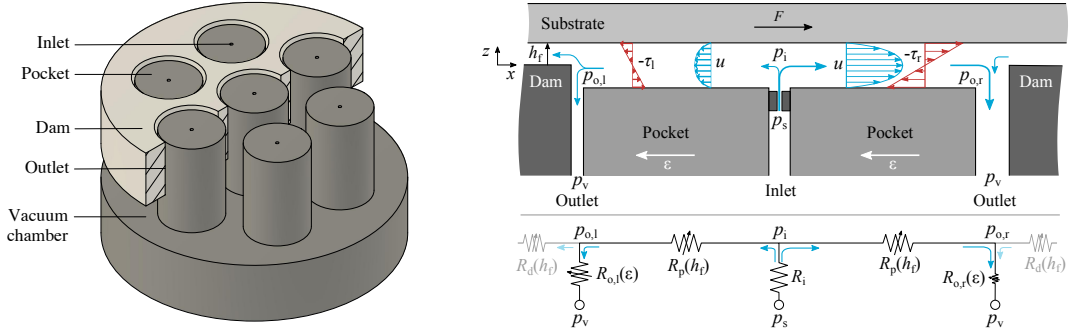 Inlet
Pocket
Dam
Outlet
Vacuum
chamber
Substrate
F
z
x
h_f
p_o,l
-τ_l
u
p_i
u
-τ_r
p_o,r
Dam
Dam
p_s
Pocket
Pocket
ε
ε
p_v
Outlet
Inlet
p_v
Outlet
p_o,l
p_i
p_o,r
R_d(h_f)
R_o,l(ε)
R_p(h_f)
R_i
R_p(h_f)
R_o,r(ε)
R_d(h_f)
p_v
p_s
p_v